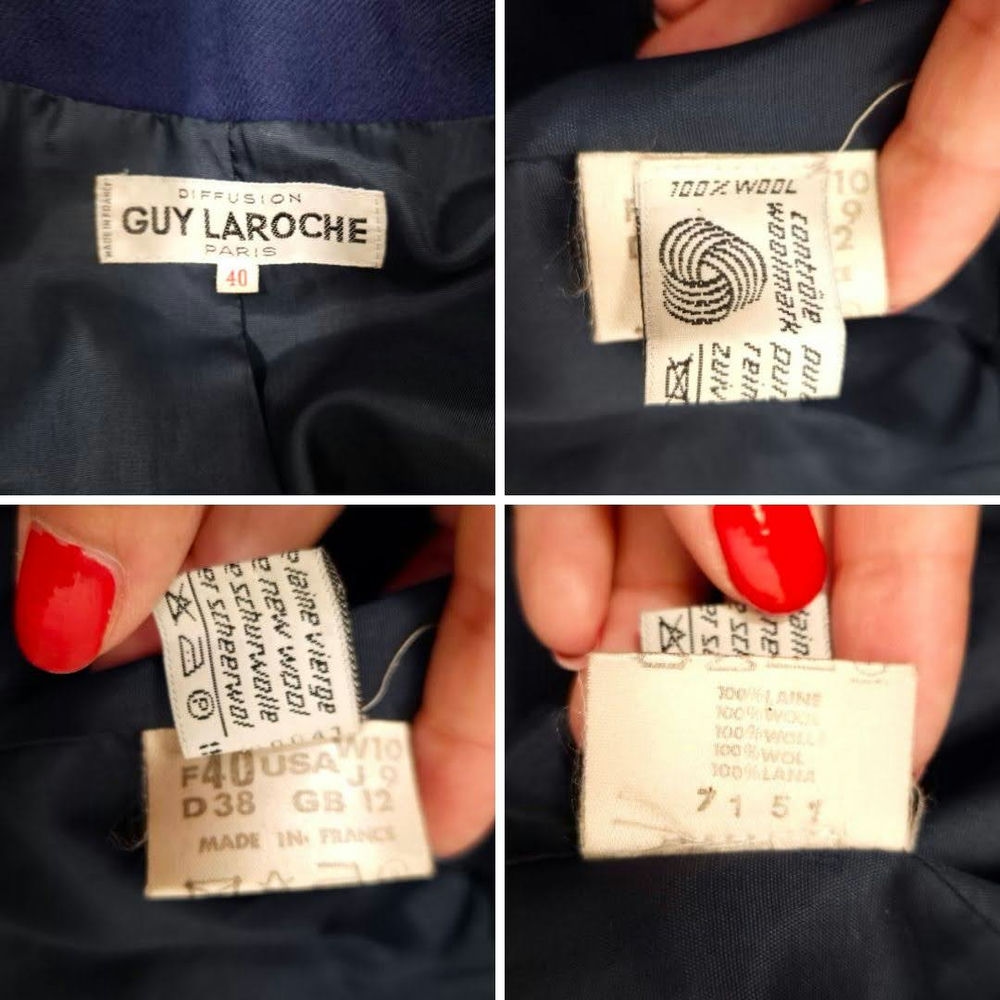 DIFFUSION
GUY LAROCHE
PARIS
MADE IN FRANCE
40
100% WOOL
contrôle
woolmark
pure
pura
reine
10
9
2
laine vierge
new wool
schurwolle
scheerwol
P
W10
F40 USA J 9
D38 GB 12
MADE IN FRANCE
100% LAINE
100% WOOL
100% WOLLE
100% WOL
100% LANA
7151